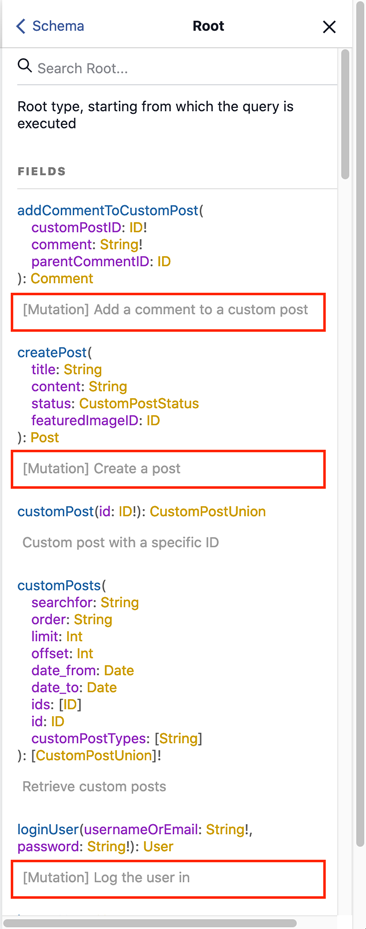 Schema
Root
Search Root...
Root type, starting from which the query is
executed
FIELDS
addCommentToCustomPost(
customPostID: ID!
comment: String!
parentCommentID: ID
): Comment
[Mutation] Add a comment to a custom post
createPost(
title: String
content: String
status: CustomPostStatus
featuredImageID: ID
): Post
[Mutation] Create a post
customPost(id: ID!): CustomPostUnion
Custom post with a specific ID
customPosts(
searchfor: String
order: String
limit: Int
offset: Int
date_from: Date
date_to: Date
ids: [ID]
id: ID
customPostTypes: [String]
): [CustomPostUnion]!
Retrieve custom posts
loginUser(usernameOrEmail: String!,
password: String!): User
[Mutation] Log the user in